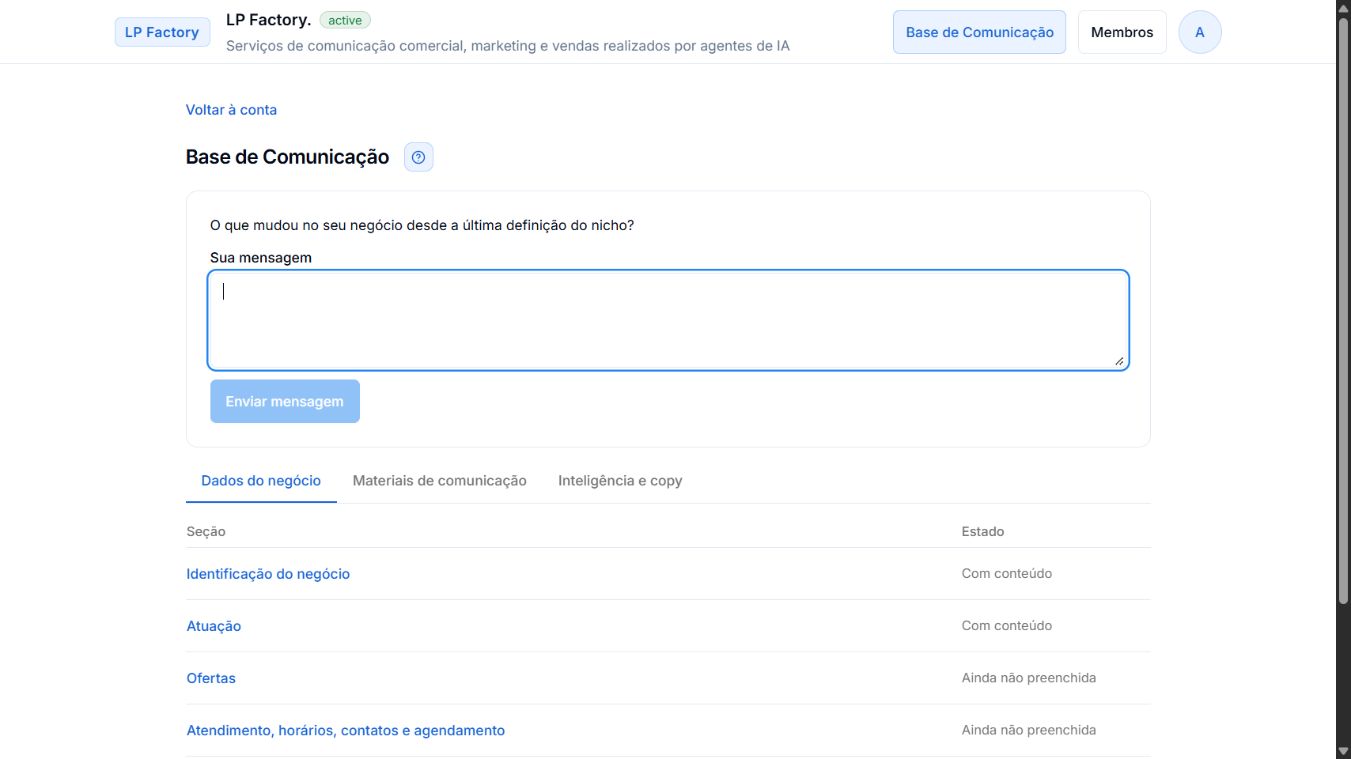 LP Factory
LP Factory. active
Serviços de comunicação comercial, marketing e vendas realizados por agentes de IA
Base de Comunicação
Membros
A
Voltar à conta
Base de Comunicação
O que mudou no seu negócio desde a última definição do nicho?
Sua mensagem
Enviar mensagem
Dados do negócio Materiais de comunicação Inteligência e copy
Seção Estado
Identificação do negócio Com conteúdo
Atuação Com conteúdo
Ofertas Ainda não preenchida
Atendimento, horários, contatos e agendamento Ainda não preenchida